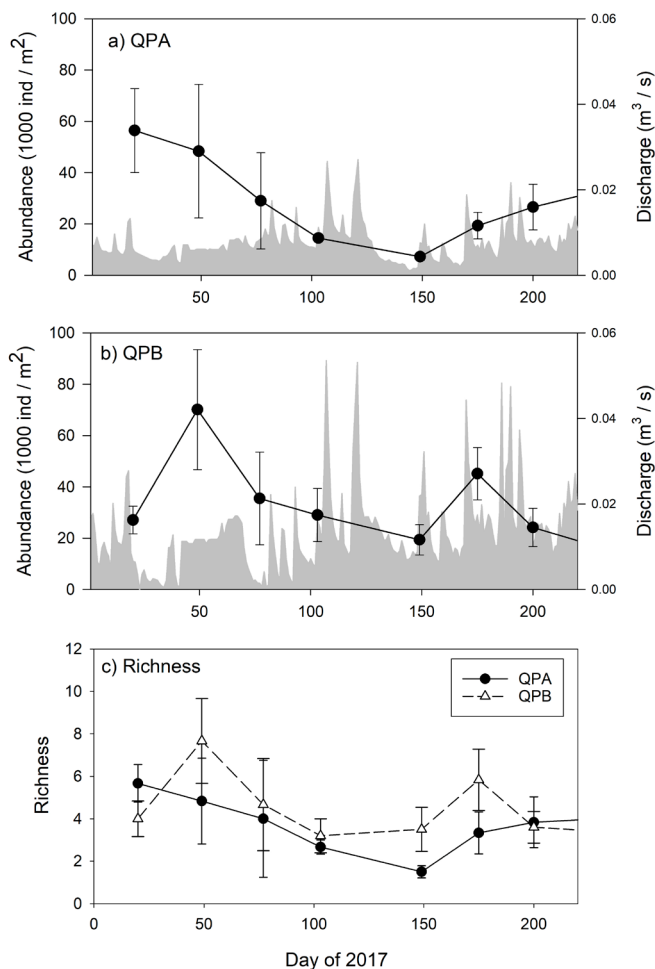 a) QPA
Abundance (1000 ind / m²)
100
80
60
40
20
0
0.06
0.04
0.02
0.00
Discharge (m³ / s)
50 100 150 200
b) QPB
Abundance (1000 ind / m²)
100
80
60
40
20
0
0.06
0.04
0.02
0.00
Discharge (m³ / s)
50 100 150 200
c) Richness
QPA
QPB
Richness
12
10
8
6
4
2
0
0 50 100 150 200
Day of 2017